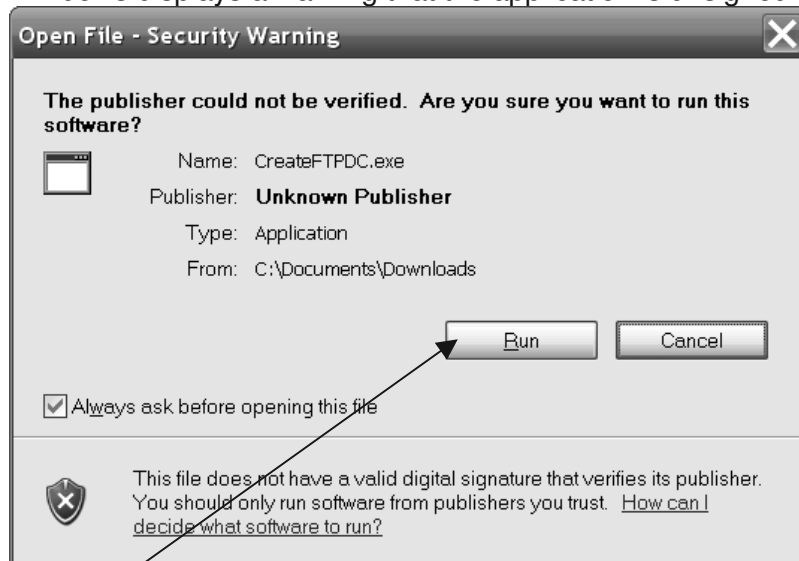 Open File - Security Warning
The publisher could not be verified. Are you sure you want to run this
software?
Name: CreateFTPDC.exe
Publisher: Unknown Publisher
Type: Application
From: C:\Documents\Downloads
Run Cancel
Always ask before opening this file
This file does not have a valid digital signature that verifies its publisher.
You should only run software from publishers you trust. How can I
decide what software to run?